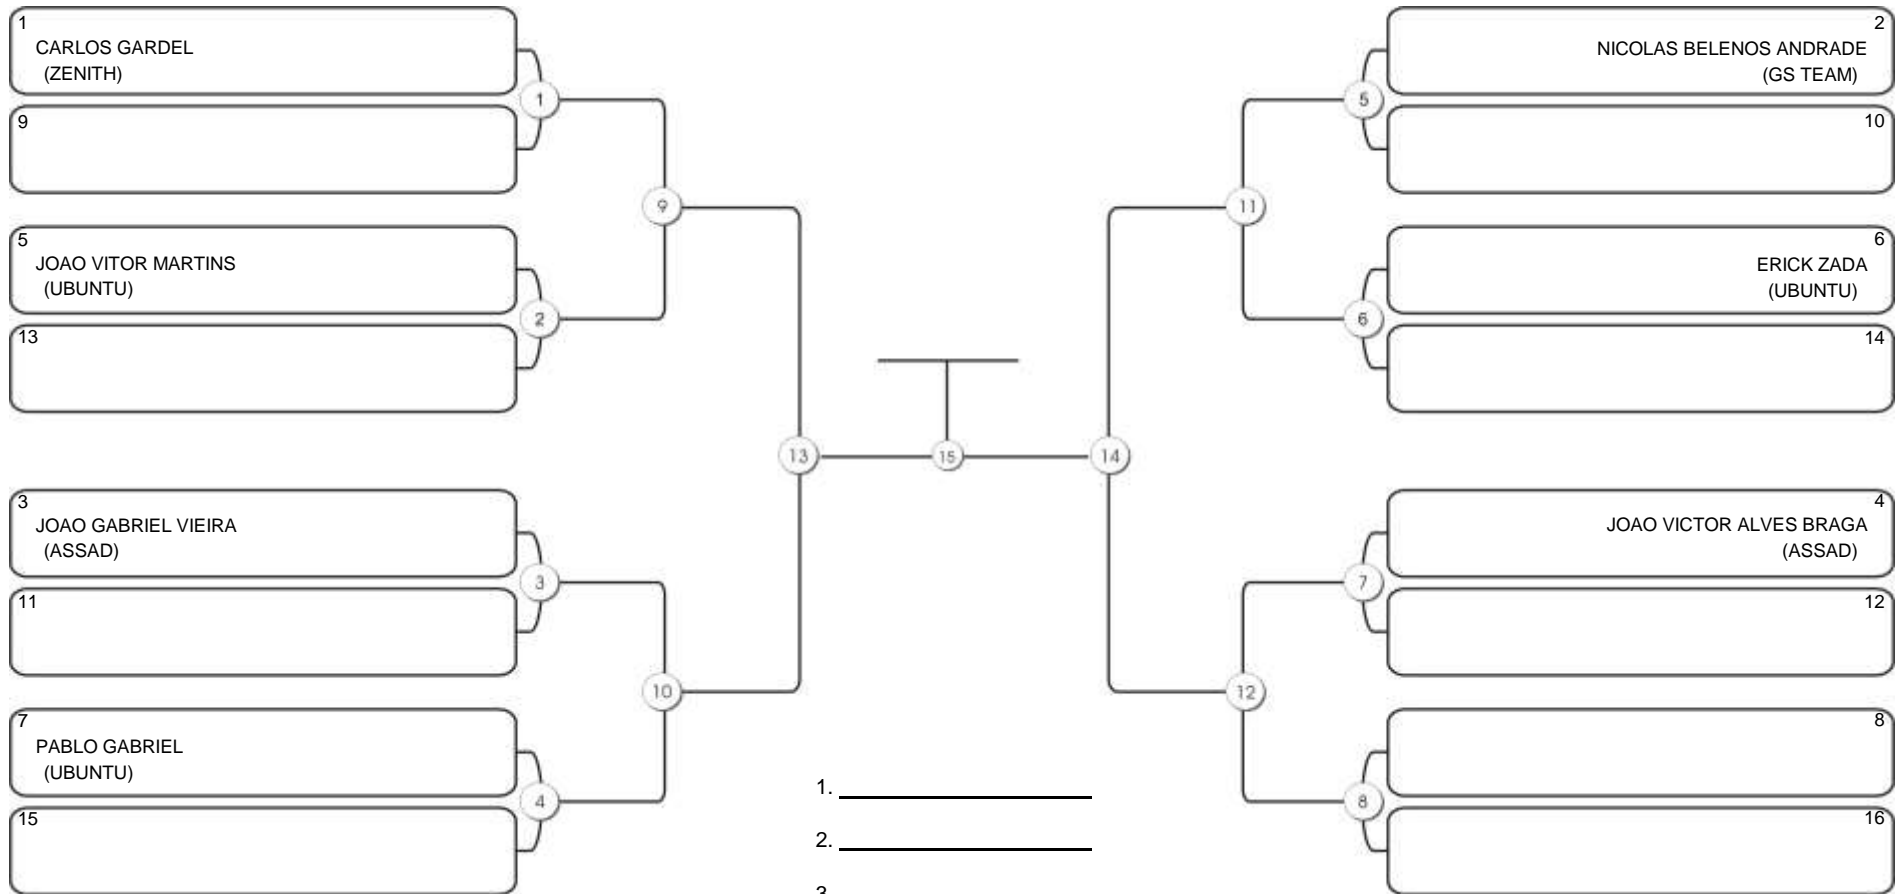 1
CARLOS GARDEL
(ZENITH)
9
5
JOAO VITOR MARTINS
(UBUNTU)
13
3
JOAO GABRIEL VIEIRA
(ASSAD)
11
7
PABLO GABRIEL
(UBUNTU)
15
1
2
3
4
9
10
13
15
14
11
12
5
6
7
8
2
NICOLAS BELENOS ANDRADE
(GS TEAM)
10
6
ERICK ZADA
(UBUNTU)
14
4
JOAO VICTOR ALVES BRAGA
(ASSAD)
12
8
16
1.
2.
3.